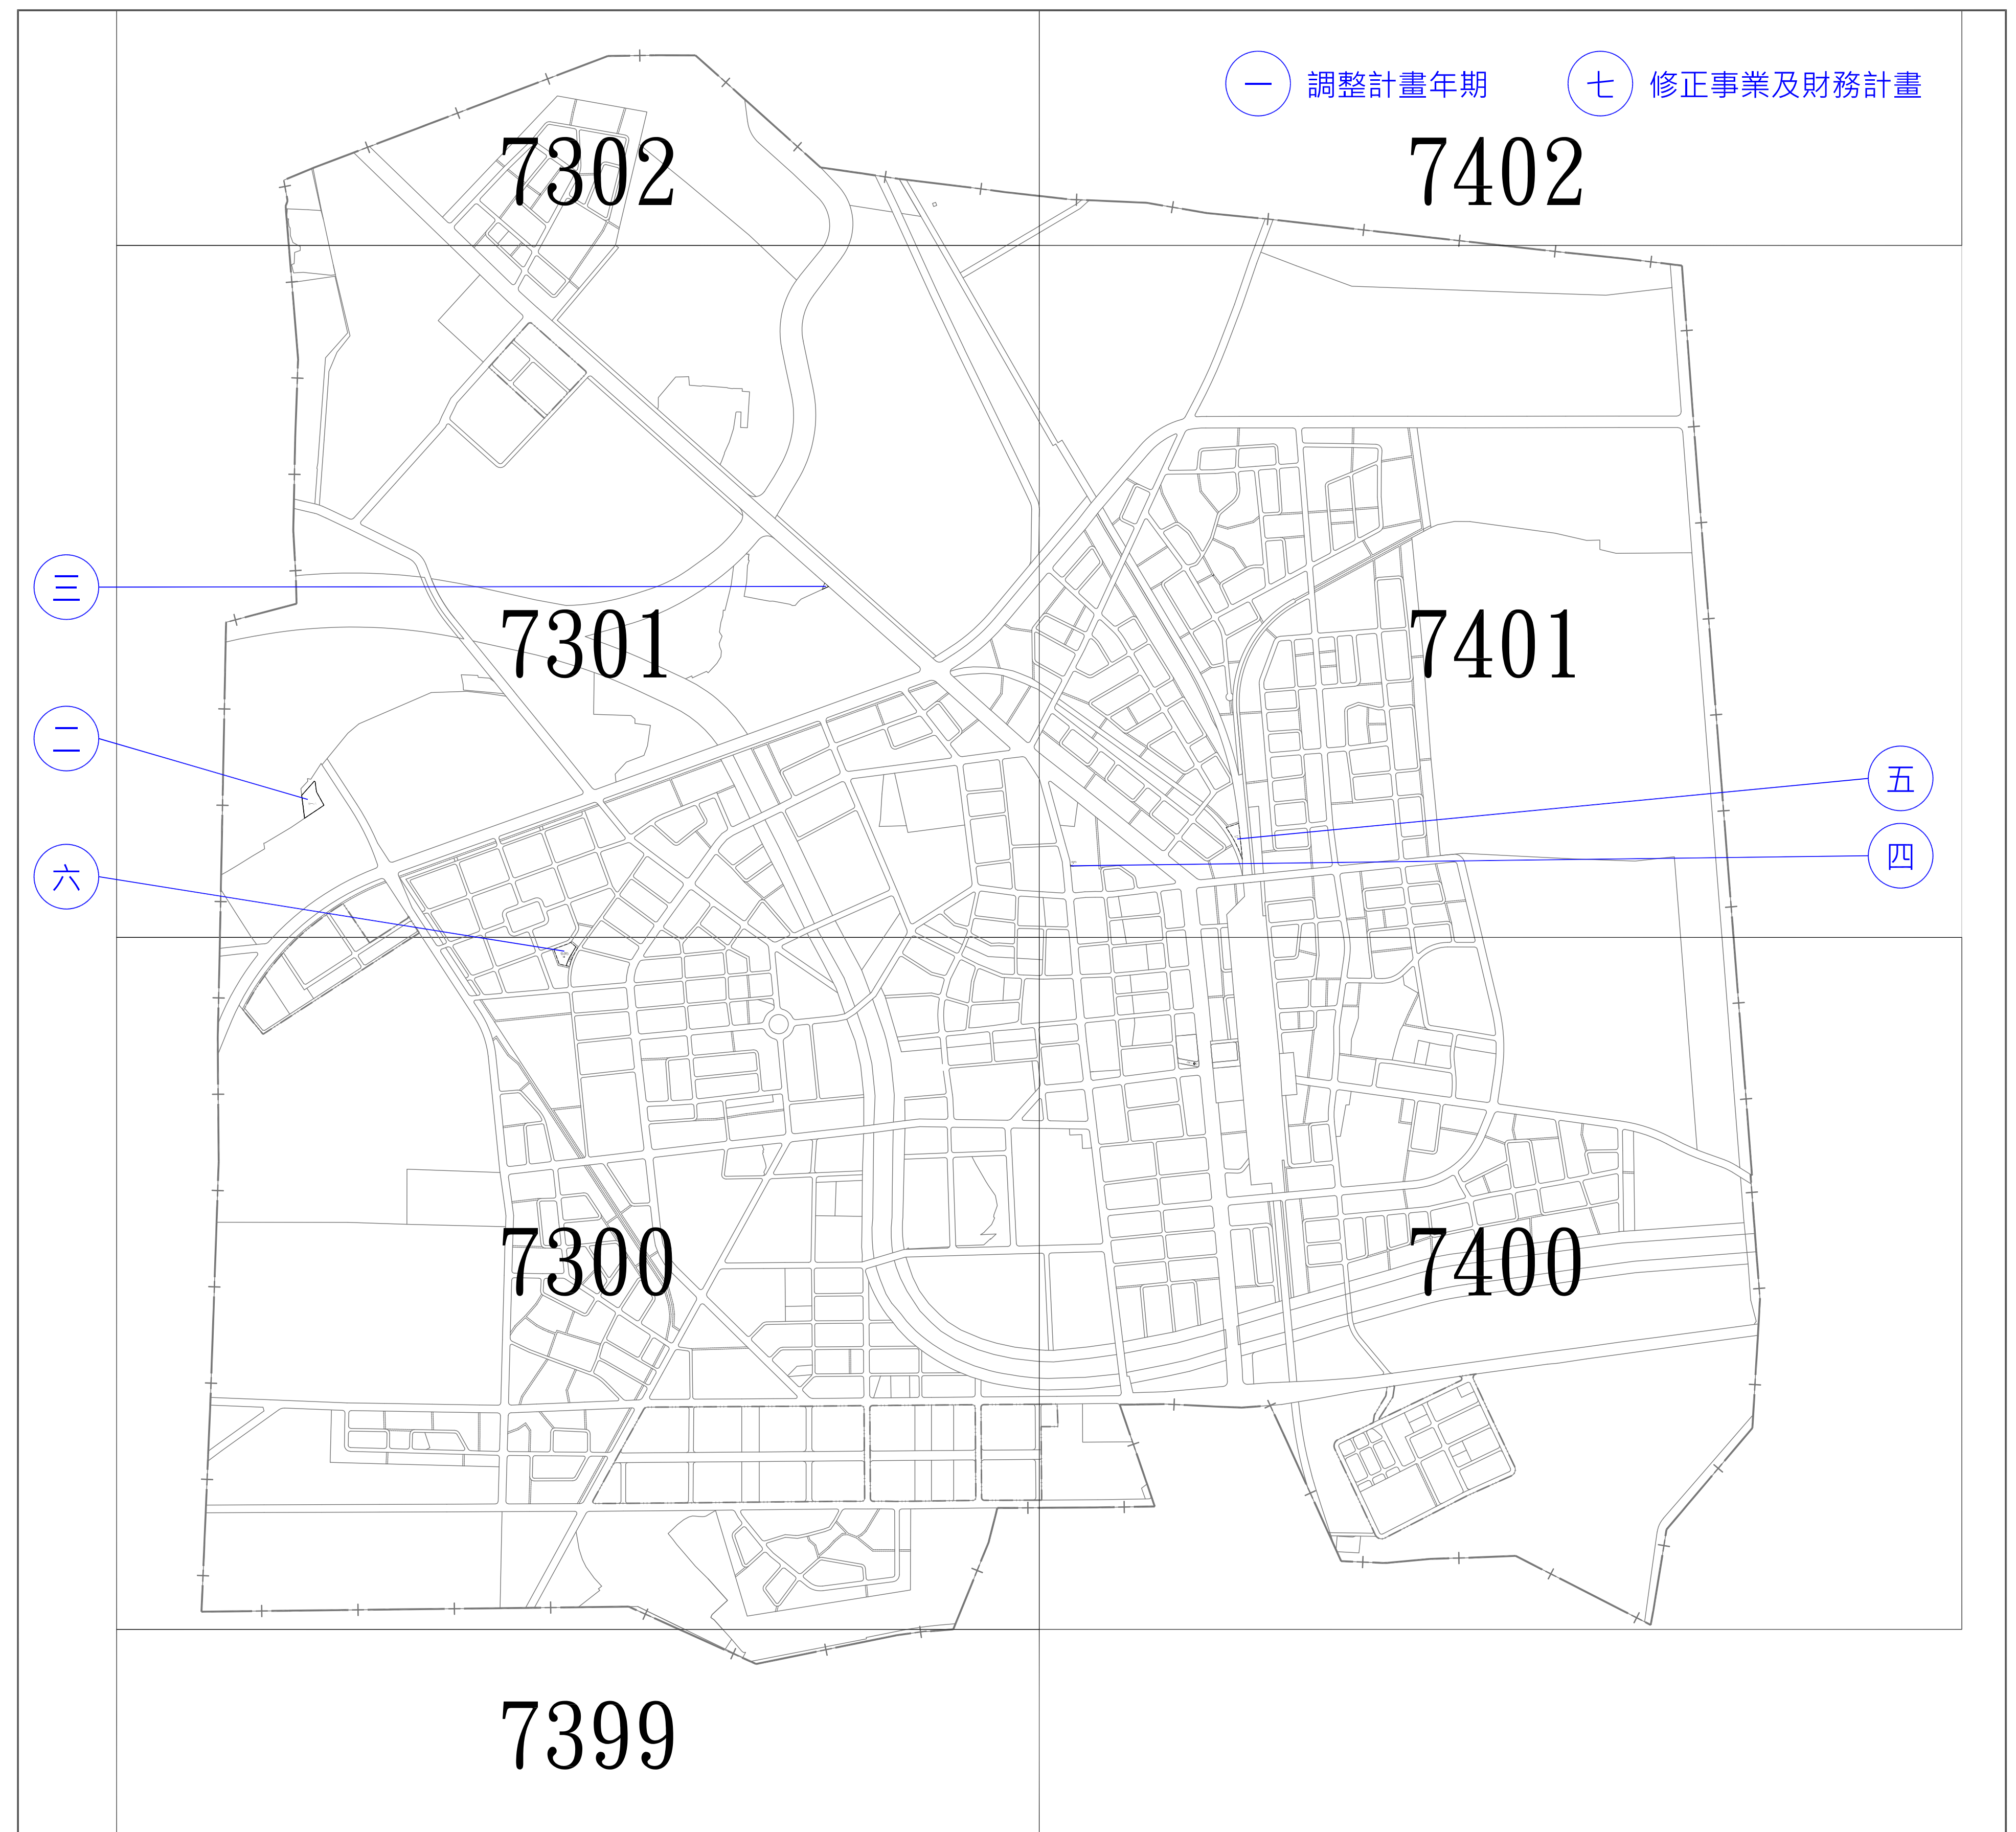 一 調整計畫年期 七 修正事業及財務計畫
7302 7402
三
7301 7401
二
五
四
六
7300 7400
7399